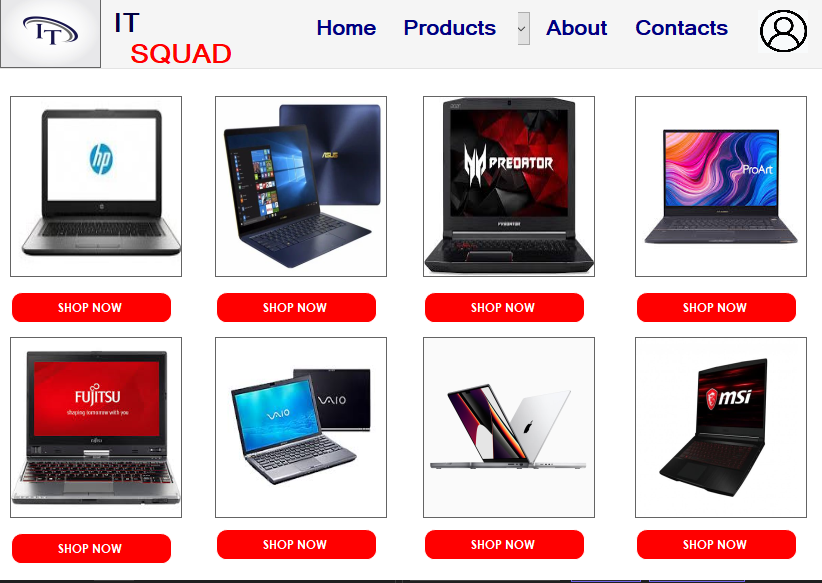 IT
IT
SQUAD
Home Products About Contacts
hp
ASUS
PREDATOR
PREDATOR
ProArt
SHOP NOW SHOP NOW SHOP NOW SHOP NOW
FUJITSU
shaping tomorrow with you
VAIO
VAIO
msi
SHOP NOW SHOP NOW SHOP NOW SHOP NOW